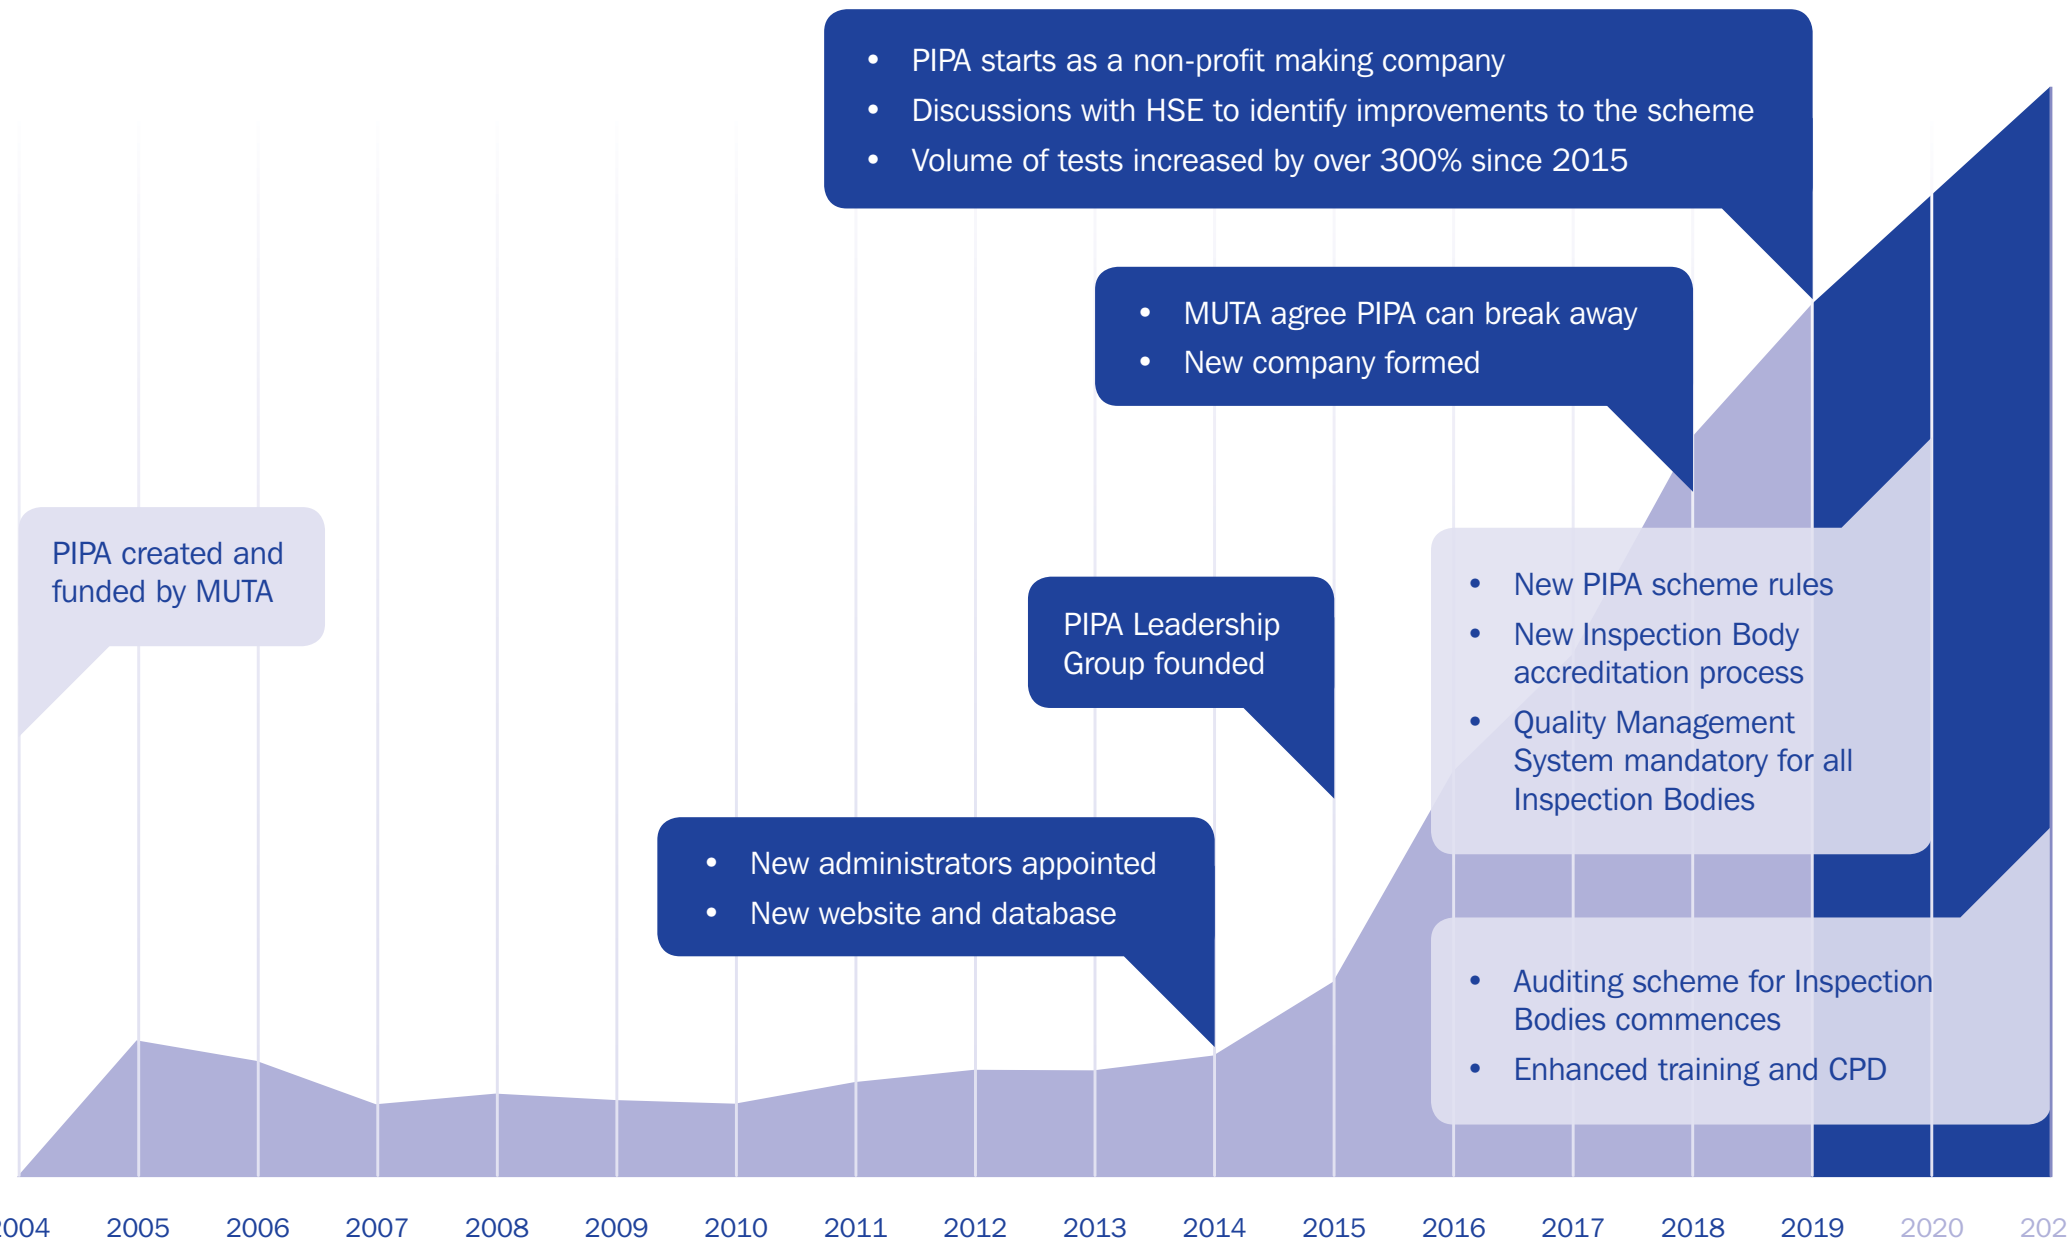 • PIPA starts as a non-profit making company
• Discussions with HSE to identify improvements to the scheme
• Volume of tests increased by over 300% since 2015
• MUTA agree PIPA can break away
• New company formed
PIPA created and
funded by MUTA
PIPA Leadership
Group founded
• New PIPA scheme rules
• New Inspection Body
accreditation process
• Quality Management
System mandatory for all
Inspection Bodies
• New administrators appointed
• New website and database
• Auditing scheme for Inspection
Bodies commences
• Enhanced training and CPD
004 2005 2006 2007 2008 2009 2010 2011 2012 2013 2014 2015 2016 2017 2018 2019 2020 202